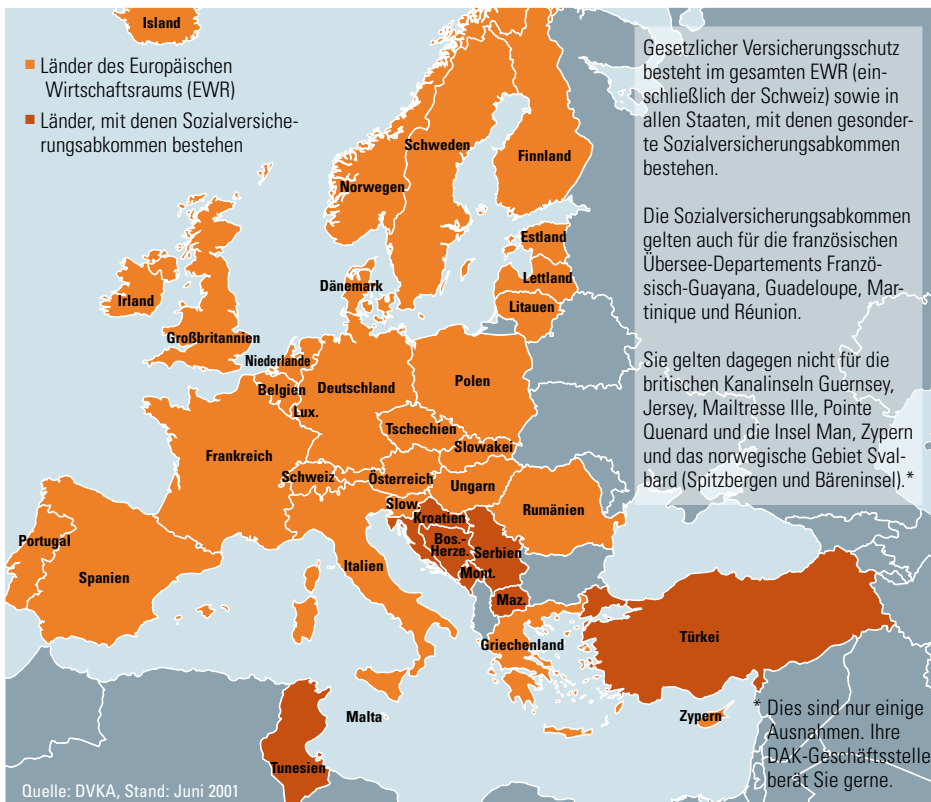 Island
Länder des Europäischen
Wirtschaftsraums (EWR)
Länder, mit denen Sozialversiche-
rungsabkommen bestehen
Gesetzlicher Versicherungsschutz
besteht im gesamten EWR (ein-
schließlich der Schweiz) sowie in
allen Staaten, mit denen gesonder-
te Sozialversicherungsabkommen
bestehen.
Die Sozialversicherungsabkommen
gelten auch für die französischen
Übersee-Departements Franzö-
sisch-Guayana, Guadeloupe, Mar-
tinique und Réunion.
Sie gelten dagegen nicht für die
britischen Kanalinseln Guernsey,
Jersey, Mailtresse Ille, Pointe
Quenard und die Insel Man, Zypern
und das norwegische Gebiet Sval-
bard (Spitzbergen und Bäreninsel).*
Schweden
Finnland
Norwegen
Estland
Lettland
Dänemark
Litauen
Irland
Großbritannien
Niederlande
Belgien
Deutschland
Polen
Lux.
Tschechien
Slowakei
Frankreich
Schweiz
Österreich
Ungarn
Slow.
Rumänien
Kroatien
Bos.-
Herze.
Serbien
Portugal
Spanien
Italien
Mont.
Maz.
Griechenland
Türkei
Malta
Zypern
Tunesien
* Dies sind nur einige
Ausnahmen. Ihre
DAK-Geschäftsstelle
berät Sie gerne.
Quelle: DVKA, Stand: Juni 2001